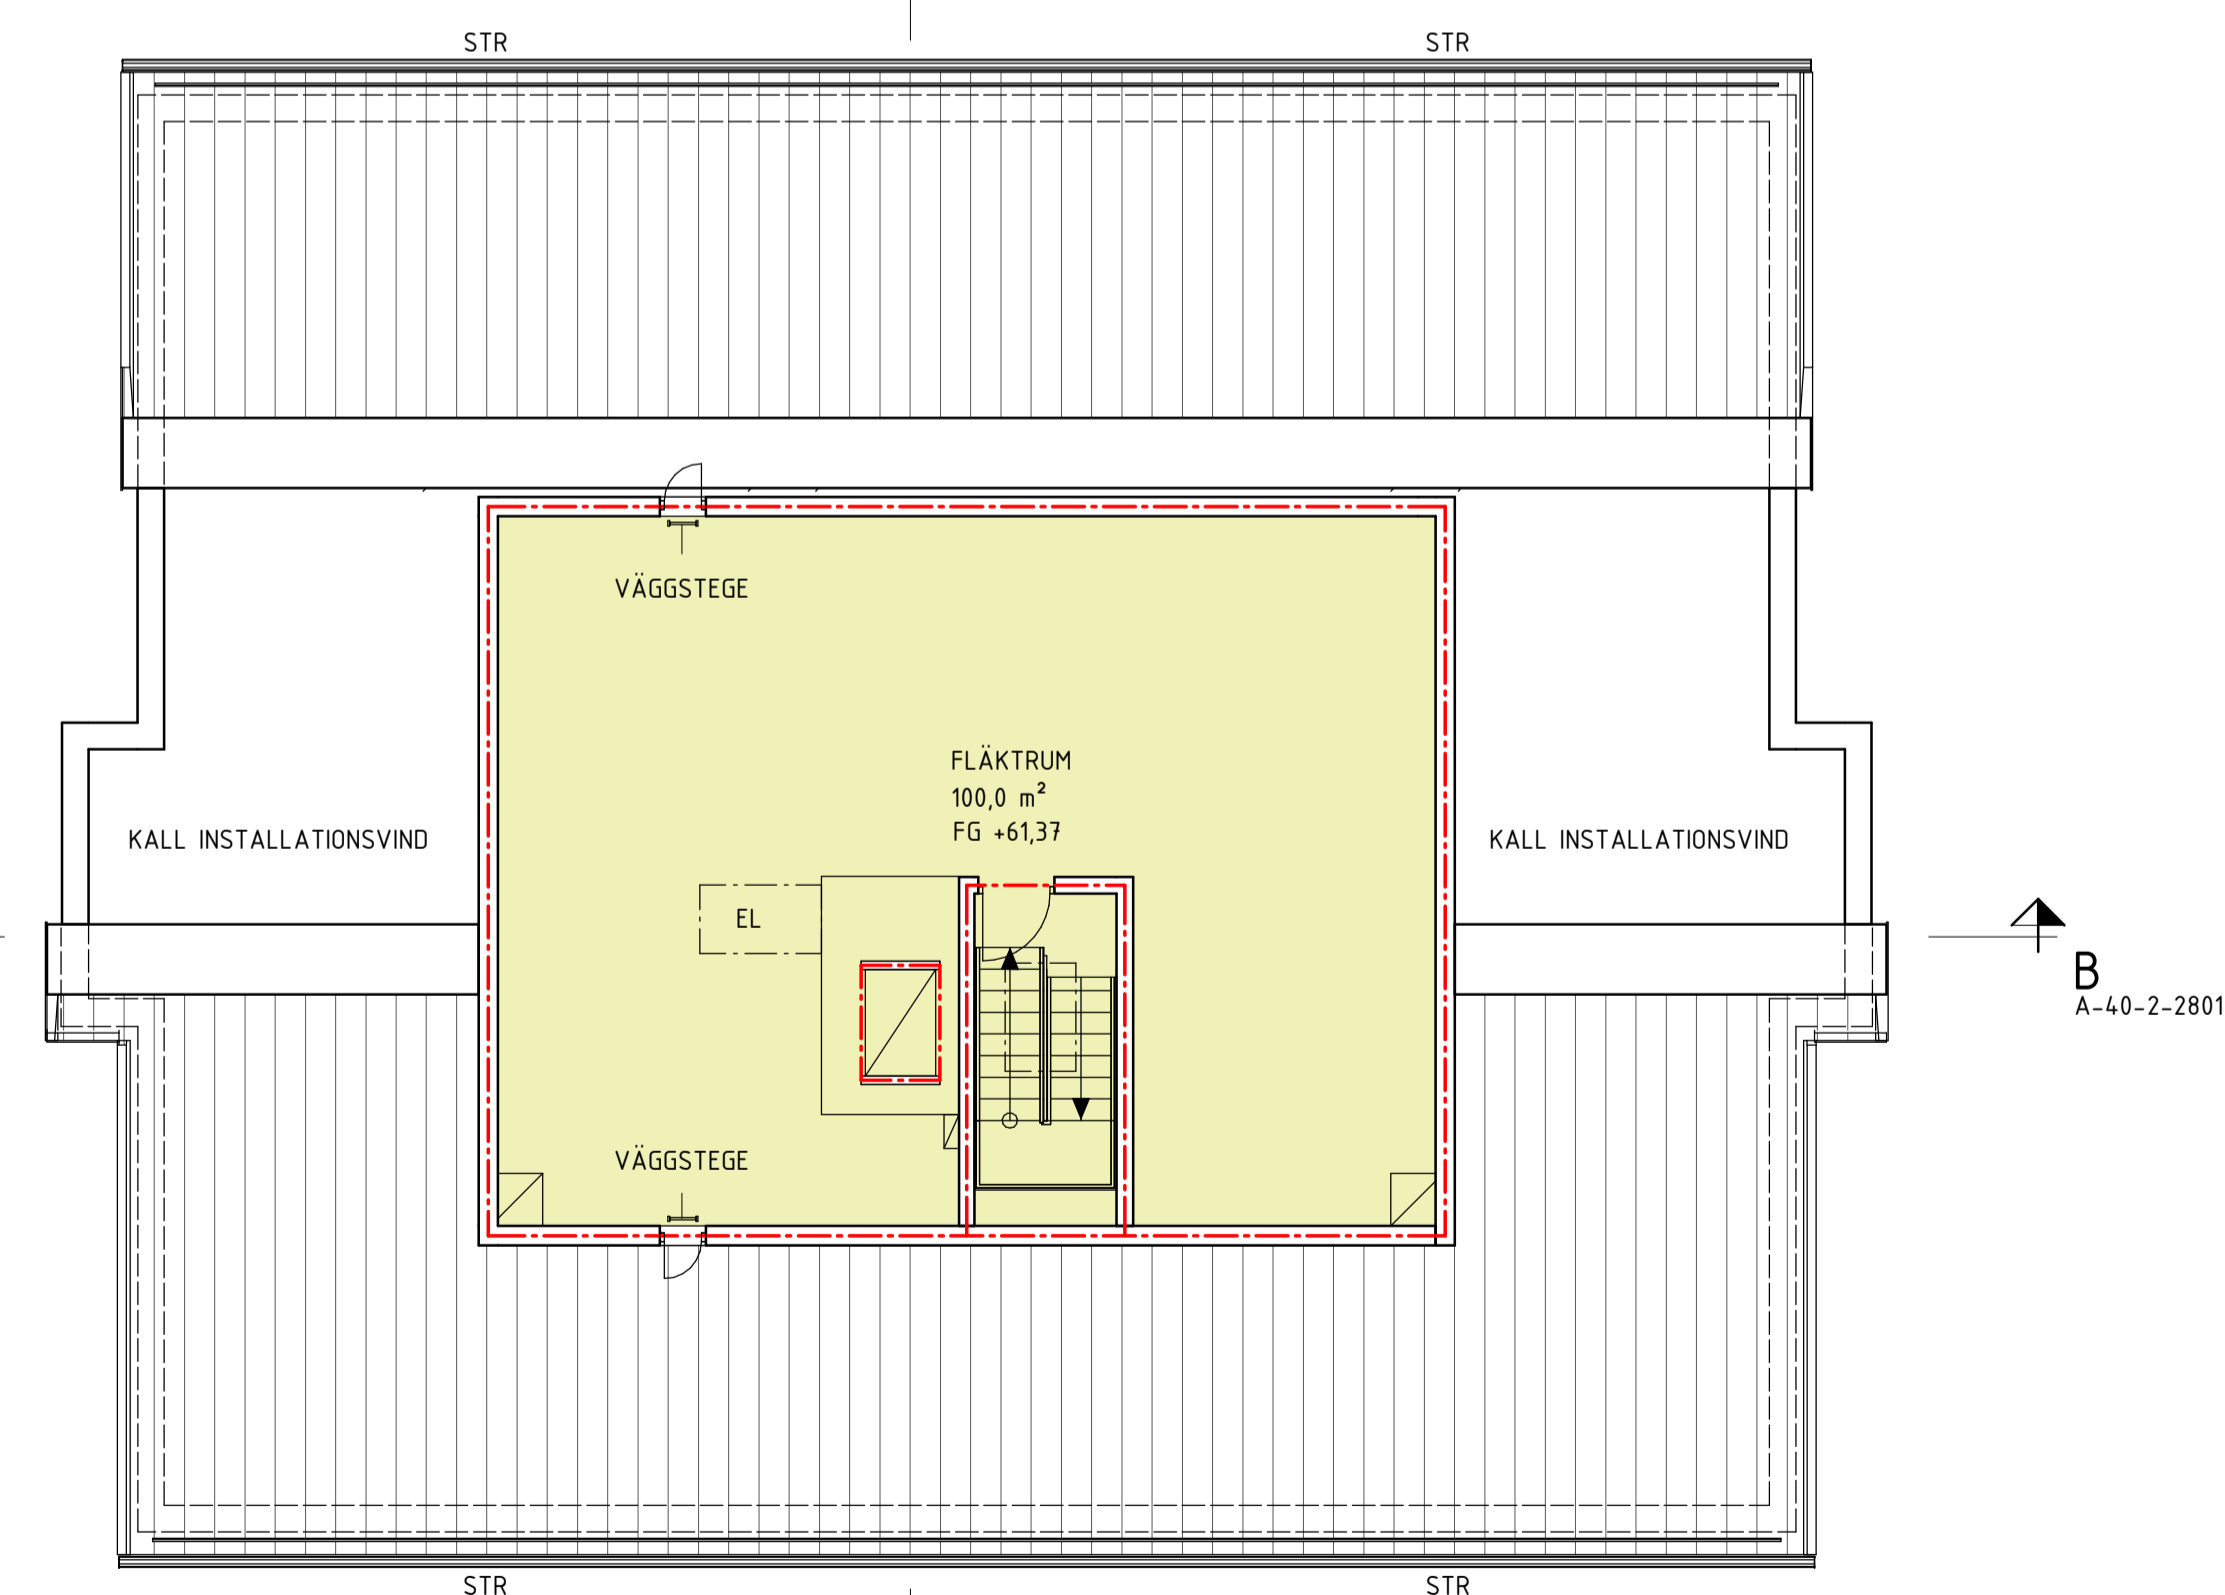 STR
STR
VÄGGSTEGE
FLÄKTRUM
100,0 m²
FG +61,37
KALL INSTALLATIONSVIND
KALL INSTALLATIONSVIND
EL
B
A-40-2-2801
VÄGGSTEGE
STR
STR